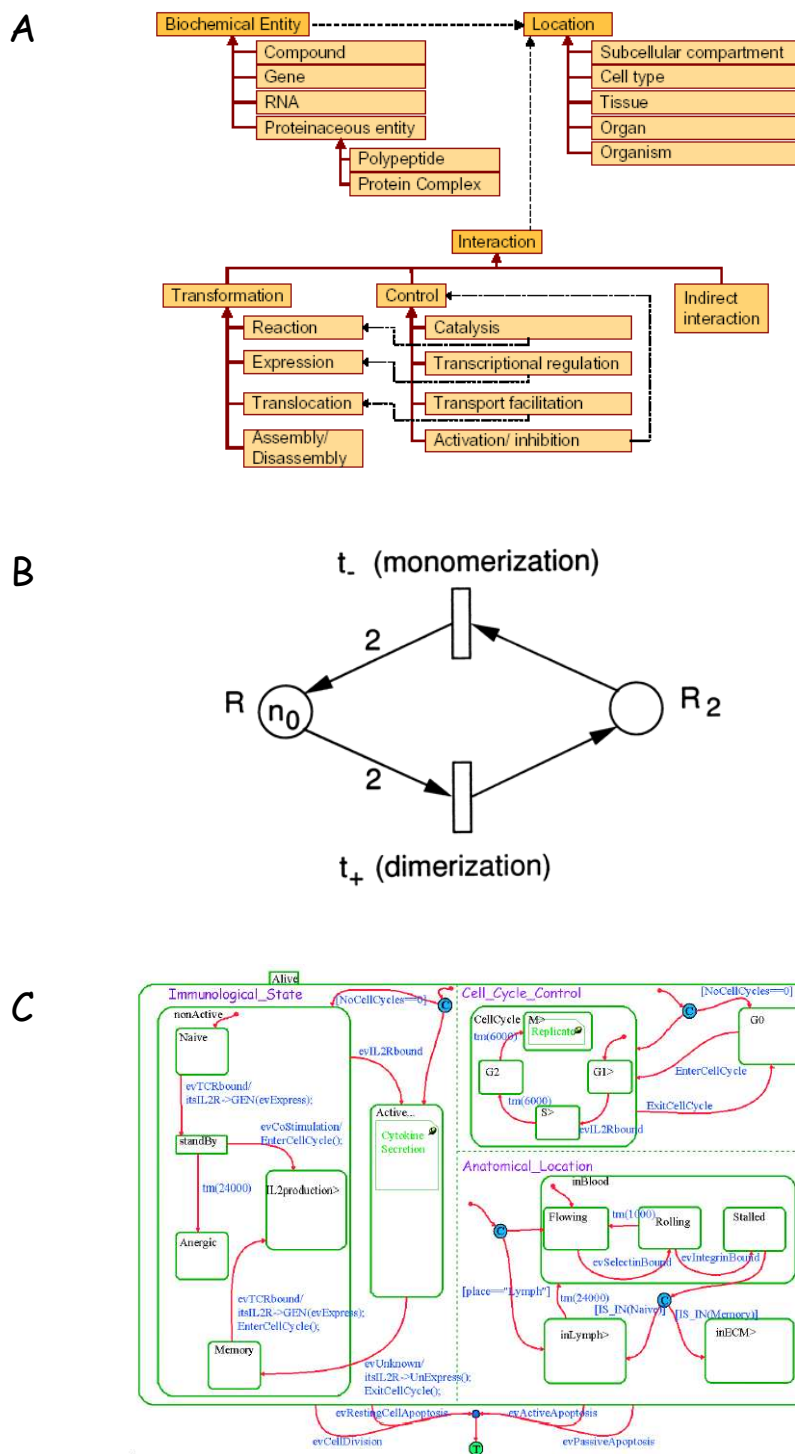 A
Biochemical Entity
Location
Compound
Gene
RNA
Proteinaceous entity
Polypeptide
Protein Complex
Subcellular compartment
Cell type
Tissue
Organ
Organism
Interaction
Transformation
Control
Indirect
interaction
Reaction
Catalysis
Expression
Transcriptional regulation
Translocation
Transport facilitation
Assembly/
Disassembly
Activation/ inhibition
B
t- (monomerization)
2
R
n0
R2
2
t+ (dimerization)
C
Alive
Immunological_State
[NoCellCycles==0]
C
nonActive
Naive
evTCRbound/
itsIL2R->GEN(evExpress);
evIL2Rbound
standBy
evCoStimulation/
EnterCellCycle();
tm(24000)
IL2production>
Anergic
Active...
Cytokine
Secretion
evTCRbound/
itsIL2R->GEN(evExpress);
EnterCellCycle();
Memory
evUnknown/
itsIL2R->UnExpress();
ExitCellCycle();
Cell_Cycle_Control
[NoCellCycles==0]
C
CellCycle
M>
Replicate
G0
tm(6000)
G2
G1>
EnterCellCycle
tm(6000)
S>
ExitCellCycle
evIL2Rbound
Anatomical_Location
inBlood
Flowing
tm(1000)
Rolling
Stalled
C
evSelectinBound
evIntegrinBound
[place=="Lymph"]
tm(24000)
C
[IS_IN(Naive)]
[IS_IN(Memory)]
inLymph>
inECM>
evRestingCellApoptosis
evActiveApoptosis
evCellDivision
evPassiveApoptosis
T